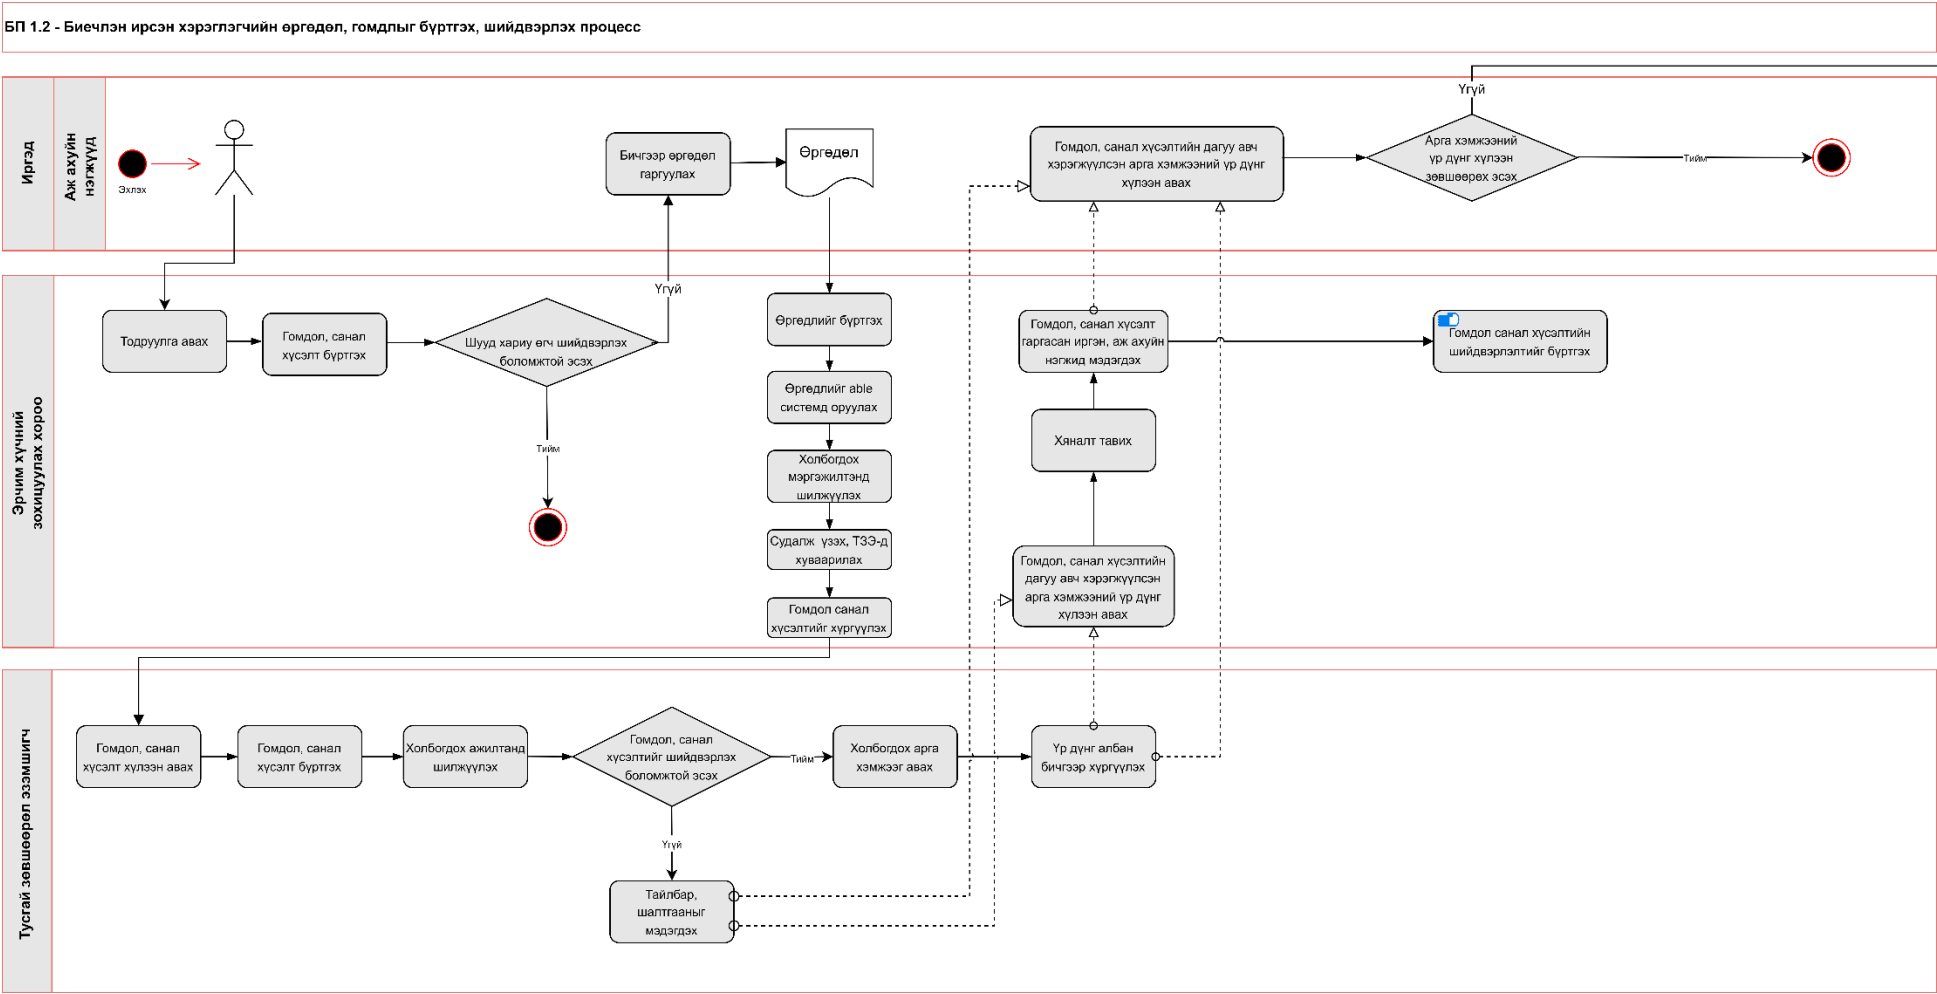 БП 1.2 - Биечлэн ирсэн хэрэглэгчийн өргөдөл, гомдлыг бүртгэх, шийдвэрлэх процесс
Иргэд
Аж ахуйн
нэгжүүд
Эхлэх
Бичгээр өргөдөл
гаргуулах
Өргөдөл
Гомдол, санал хүсэлтийн дагуу авч
хэрэгжүүлсэн арга хэмжээний үр дүнг
хүлээн авах
Арга хэмжээний
үр дүнг хүлээн
зөвшөөрөх эсэх
Үгүй
Тийм
Эрчим хүчний
зохицуулах хороо
Тодруулга авах
Гомдол, санал
хүсэлт бүртгэх
Шууд хариу өгч шийдвэрлэх
боломжтой эсэх
Үгүй
Тийм
Өргөдлийг бүртгэх
Өргөдлийг able
системд оруулах
Холбогдох
мэргэжилтэнд
шилжүүлэх
Судалж үзэх, ТЗЭ-д
хуваарилах
Гомдол санал
хүсэлтийг хүргүүлэх
Гомдол, санал хүсэлт
гаргасан иргэн, аж ахуйн
нэгжид мэдэгдэх
Хяналт тавих
Гомдол, санал хүсэлтийн
дагуу авч хэрэгжүүлсэн
арга хэмжээний үр дүнг
хүлээн авах
Гомдол санал хүсэлтийн
шийдвэрлэлтийг бүртгэх
Тусгай зөвшөөрөл эзэмшигч
Гомдол, санал
хүсэлт хүлээн авах
Гомдол, санал
хүсэлт бүртгэх
Холбогдох ажилтанд
шилжүүлэх
Гомдол, санал
хүсэлтийг шийдвэрлэх
боломжтой эсэх
Тийм
Үгүй
Холбогдох арга
хэмжээг авах
Үр дүнг албан
бичгээр хүргүүлэх
Тайлбар,
шалтгааныг
мэдэгдэх